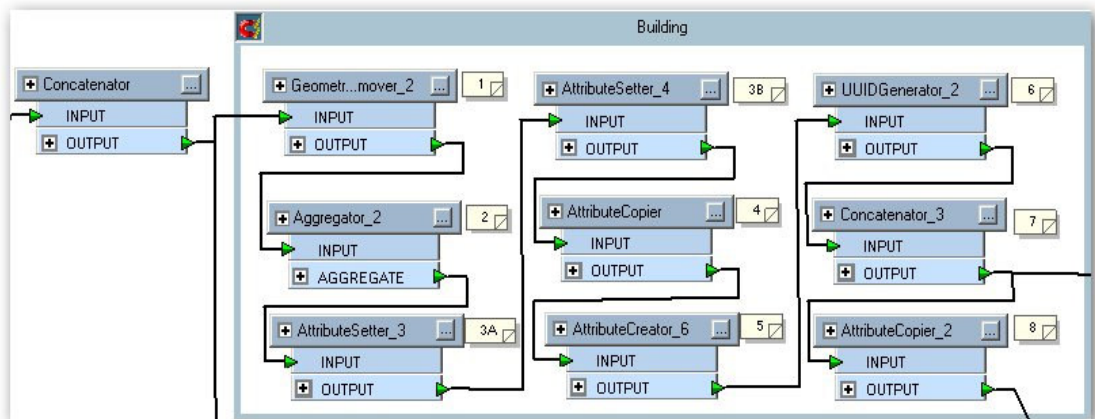 Building
Concatenator
INPUT
OUTPUT
Geometr...mover_2
1
INPUT
OUTPUT
Aggregator_2
2
INPUT
AGGREGATE
AttributeSetter_3
3A
INPUT
OUTPUT
AttributeSetter_4
3B
INPUT
OUTPUT
AttributeCopier
4
INPUT
OUTPUT
AttributeCreator_6
5
INPUT
OUTPUT
UUIDGenerator_2
6
INPUT
OUTPUT
Concatenator_3
7
INPUT
OUTPUT
AttributeCopier_2
8
INPUT
OUTPUT